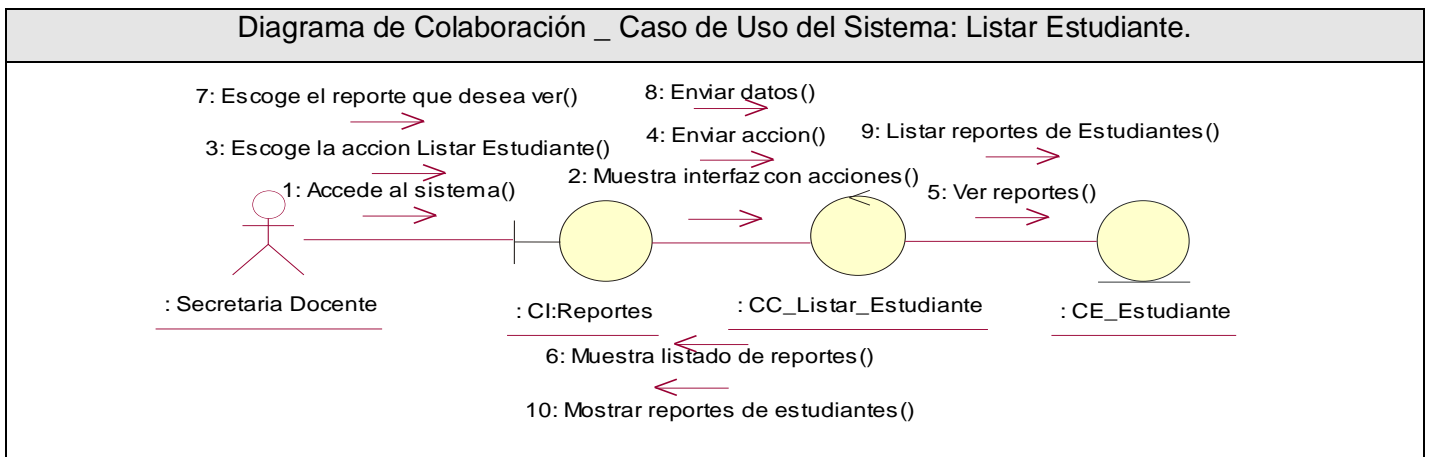 Diagrama de Colaboración _ Caso de Uso del Sistema: Listar Estudiante.
7: Escoge el reporte que desea ver()
8: Enviar datos()
3: Escoge la accion Listar Estudiante()
4: Enviar accion()
9: Listar reportes de Estudiantes()
1: Accede al sistema()
2: Muestra interfaz con acciones()
5: Ver reportes()
: Secretaria Docente
: CI:Reportes
: CC_Listar_Estudiante
: CE_Estudiante
6: Muestra listado de reportes()
10: Mostrar reportes de estudiantes()